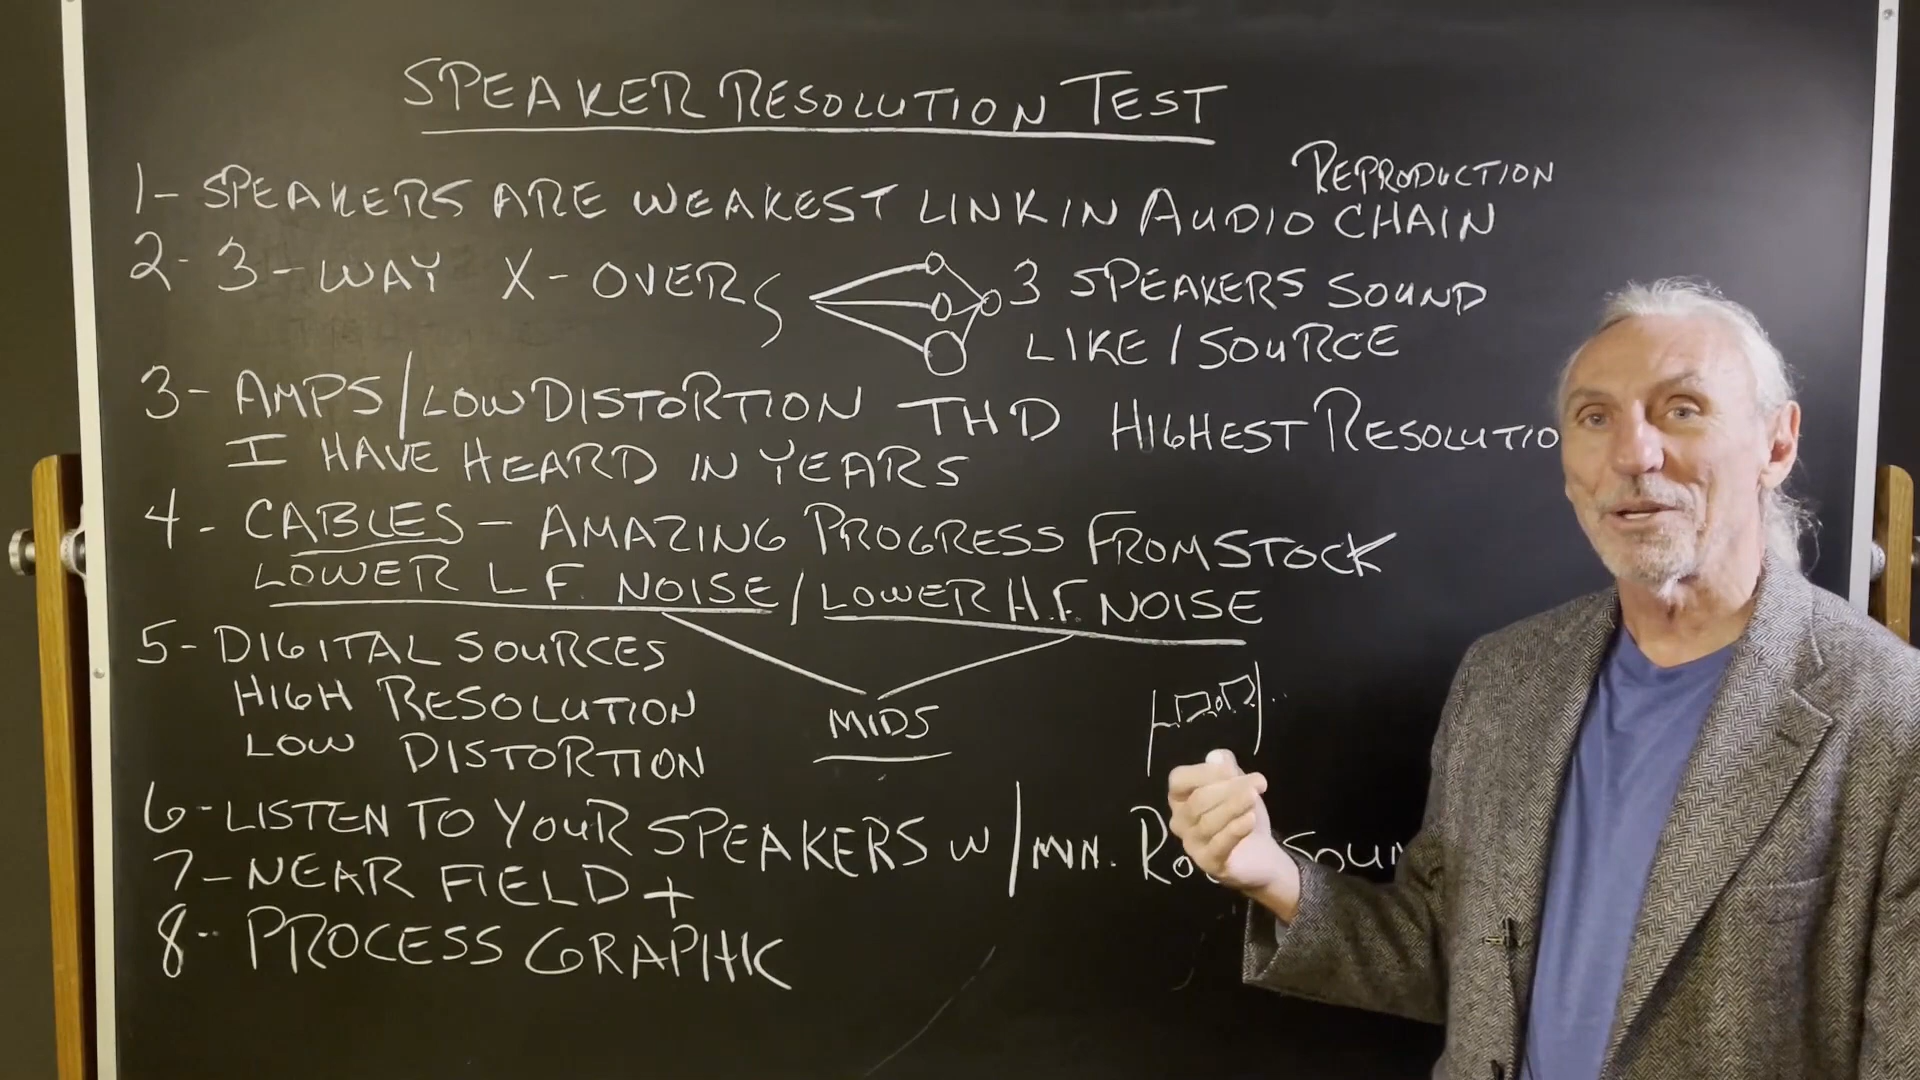 SPEAKER RESOLUTION TEST
REPRODUCTION
1- SPEAKERS ARE WEAKEST LINK IN AUDIO CHAIN
2- 3-WAY X-OVERS 3 SPEAKERS SOUND
LIKE 1 SOURCE
3- AMPS/LOW DISTORTION THD HIGHEST RESOLUTIO
I HAVE HEARD IN YEARS
4- CABLES - AMAZING PROGRESS FROM STOCK
LOWER L.F. NOISE / LOWER H.F. NOISE
5- DIGITAL SOURCES
HIGH RESOLUTION
LOW DISTORTION
MIDS
6- LISTEN TO YOUR SPEAKERS W/MIN.
7- NEAR FIELD +
8- PROCESS GRAPHIC